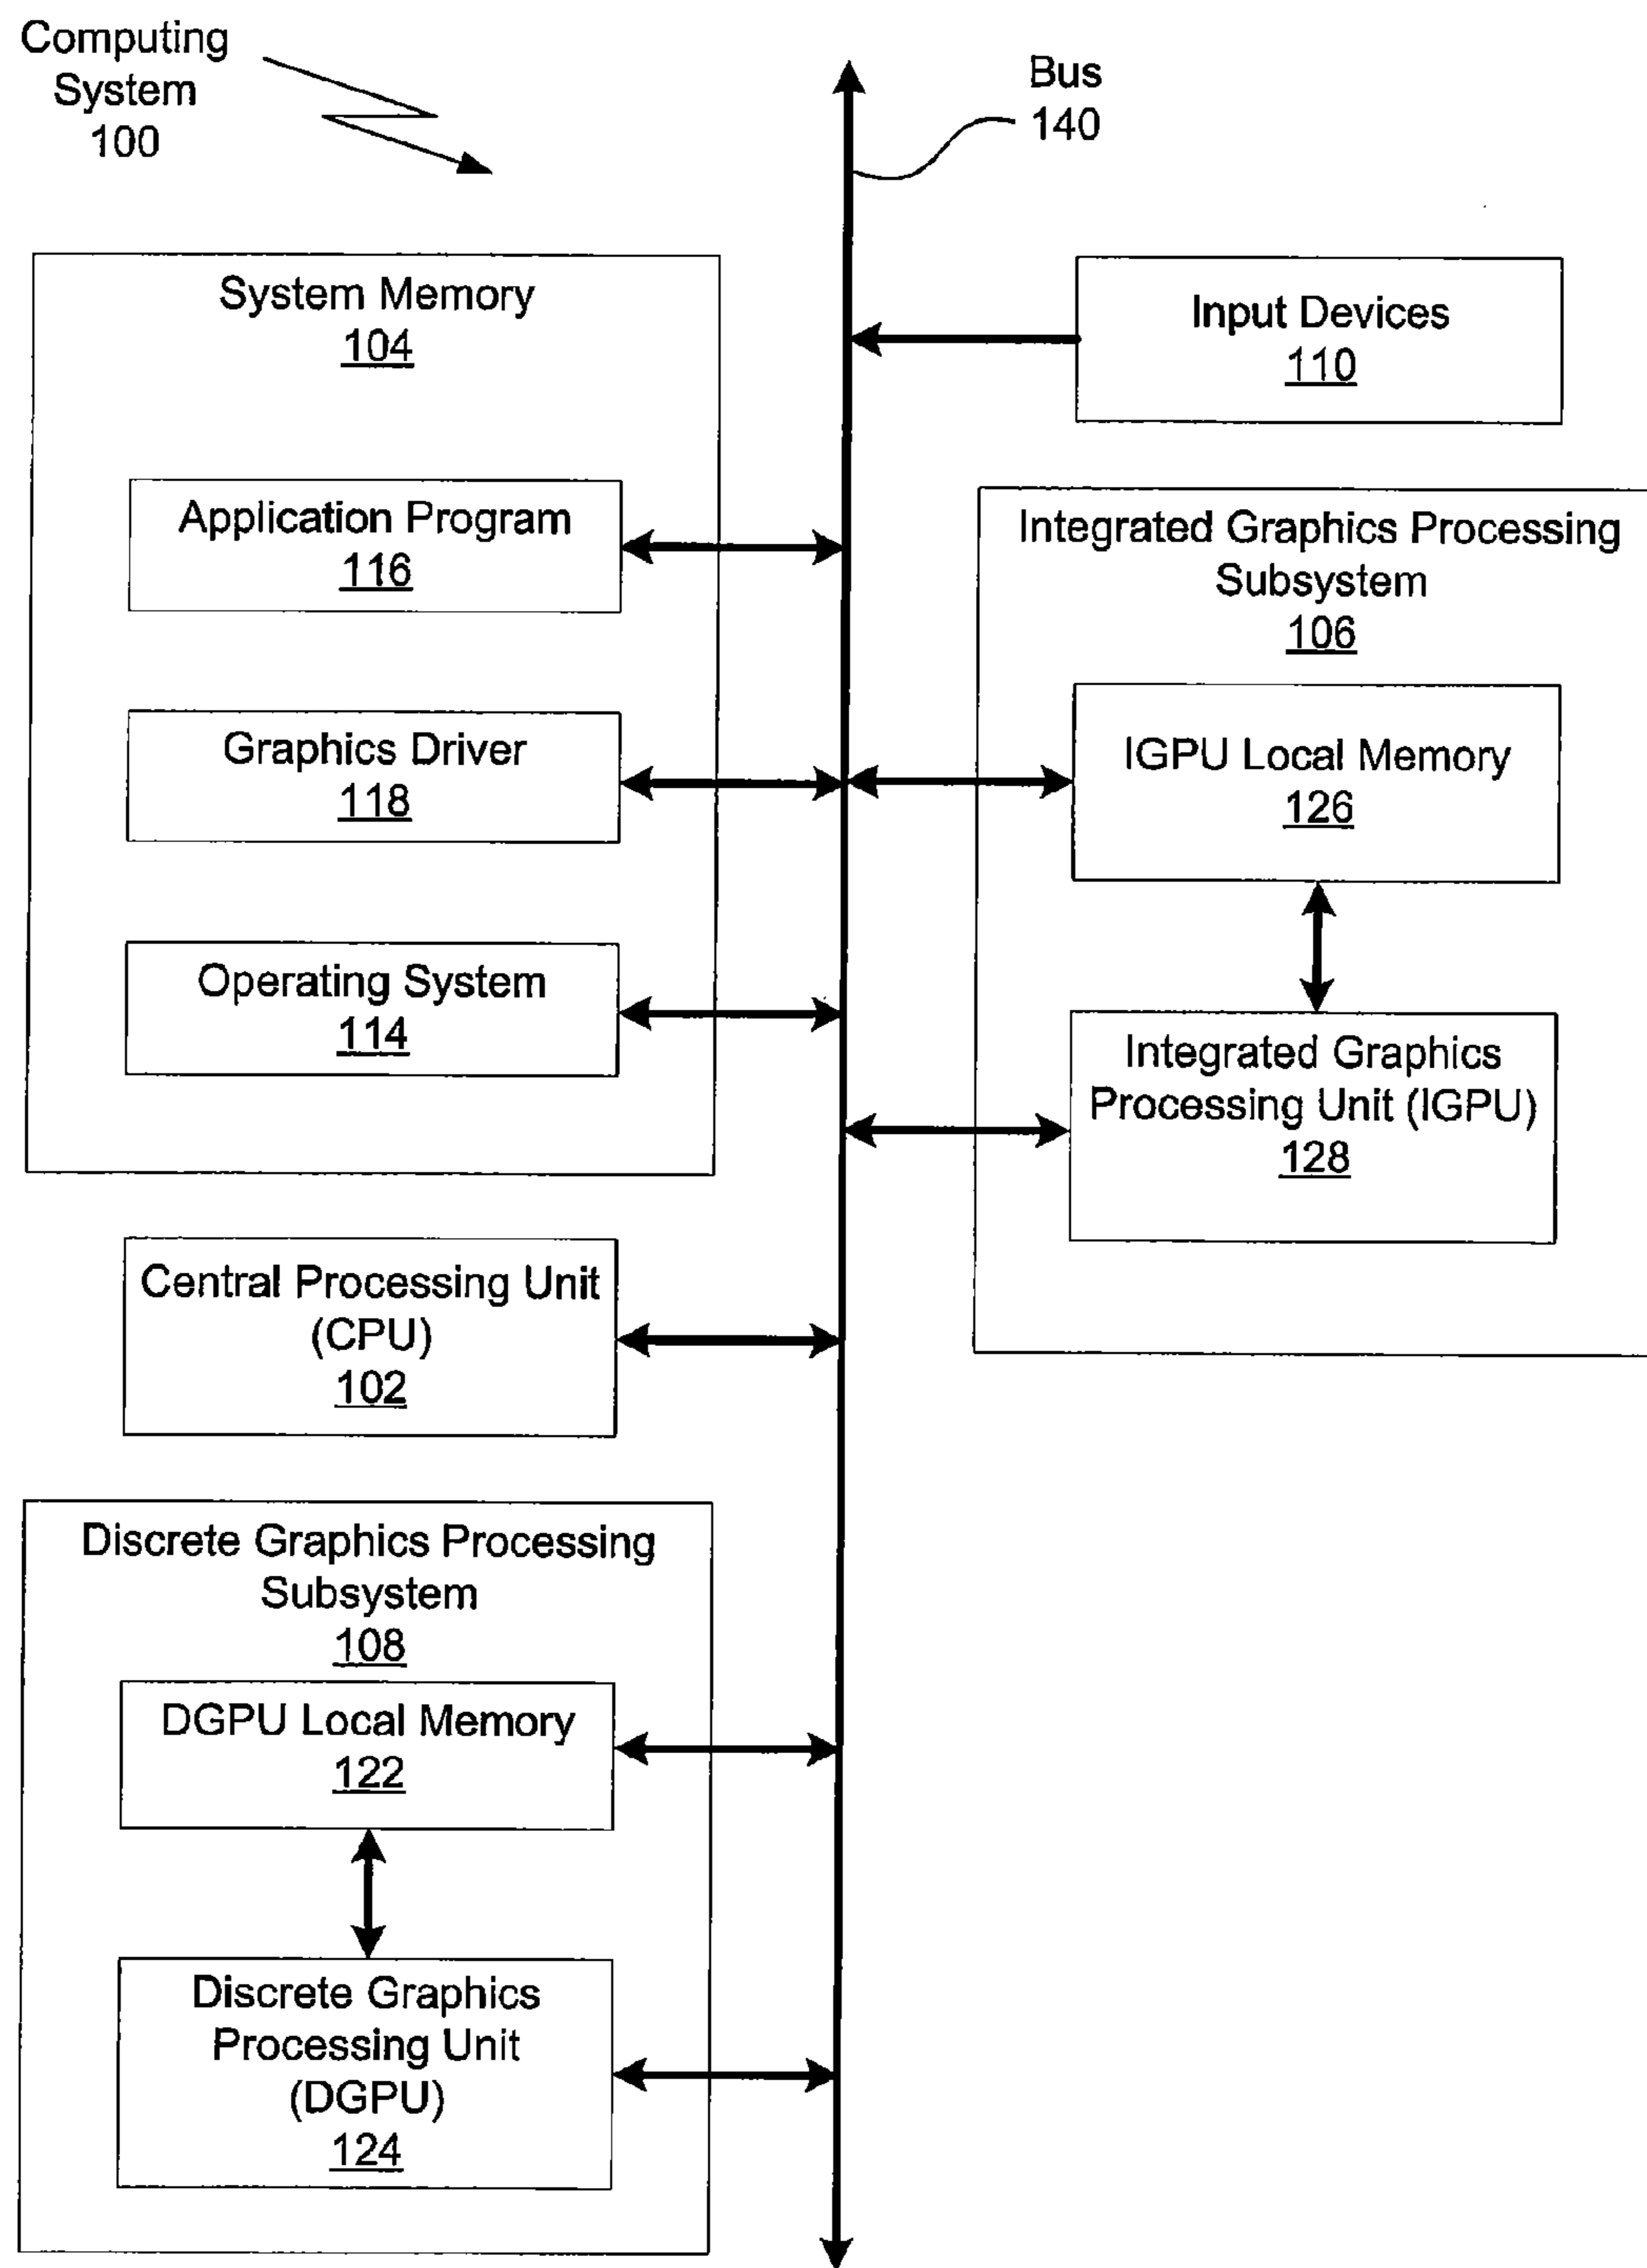 Computing
System
100
Bus
140
System Memory
104
Application Program
116
Graphics Driver
118
Operating System
114
Central Processing Unit
(CPU)
102
Discrete Graphics Processing
Subsystem
108
DGPU Local Memory
122
Discrete Graphics
Processing Unit
(DGPU)
124
Input Devices
110
Integrated Graphics Processing
Subsystem
106
IGPU Local Memory
126
Integrated Graphics
Processing Unit (IGPU)
128